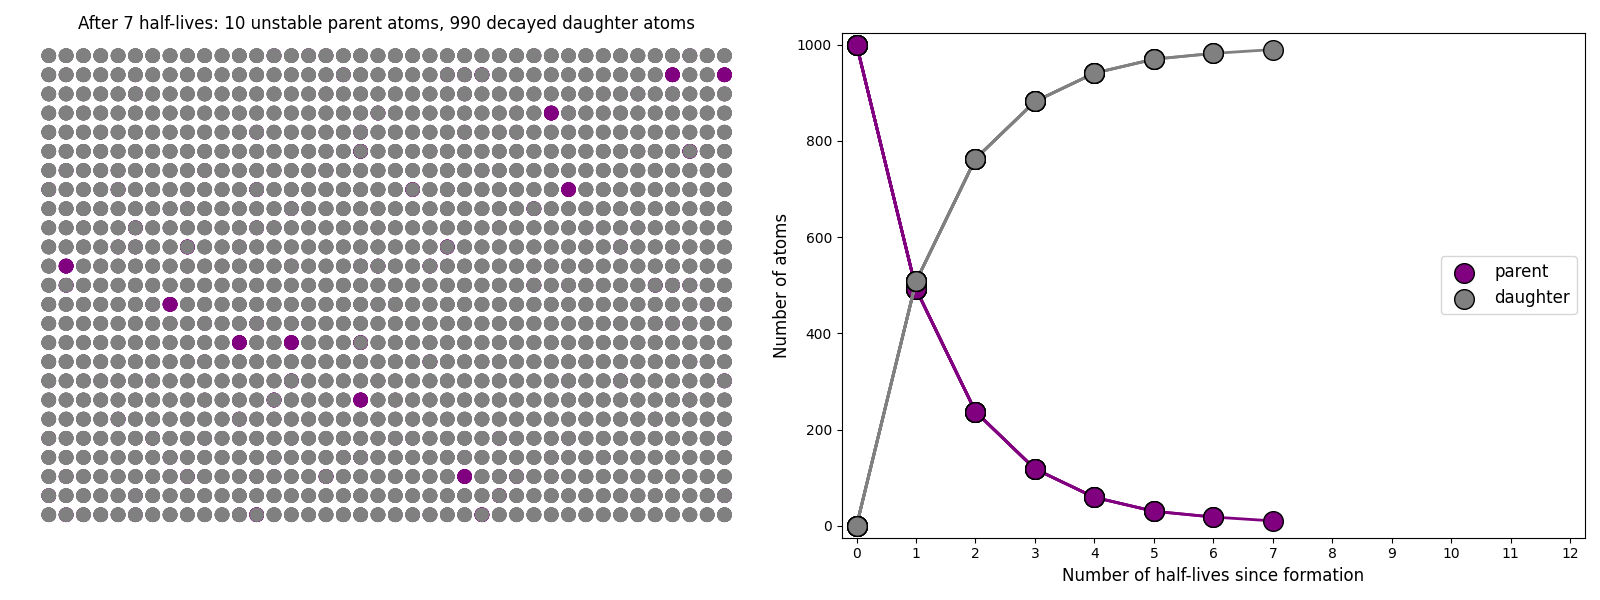 After 7 half-lives: 10 unstable parent atoms, 990 decayed daughter atoms
1000
800
600
400
200
0
Number of atoms
0 1 2 3 4 5 6 7 8 9 10 11 12
Number of half-lives since formation
parent
daughter